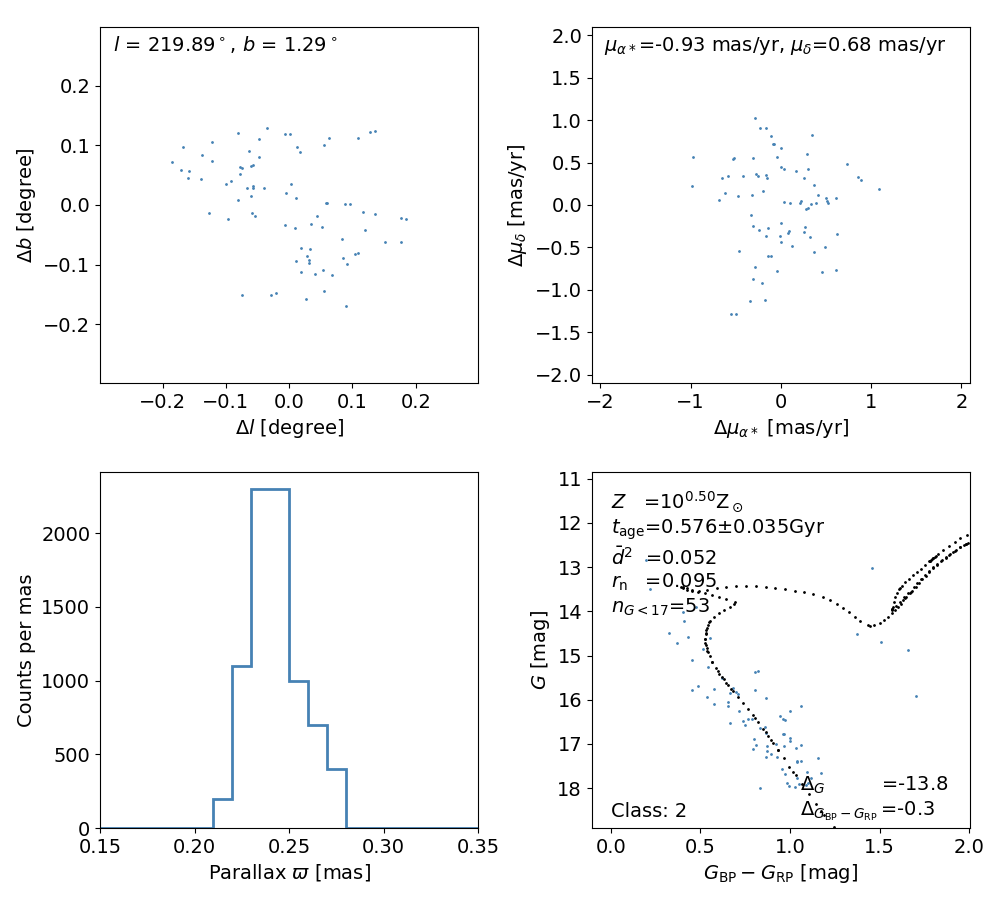 l = 219.89°, b = 1.29°
0.2
0.1
0.0
−0.1
−0.2
Δb [degree]
−0.2 −0.1 0.0 0.1 0.2
Δl [degree]
μα*=-0.93 mas/yr, μδ=0.68 mas/yr
2.0
1.5
1.0
0.5
0.0
−0.5
−1.0
−1.5
−2.0
Δμδ [mas/yr]
−2 −1 0 1 2
Δμα* [mas/yr]
2000
1500
1000
500
0
Counts per mas
0.15 0.20 0.25 0.30 0.35
Parallax ϖ [mas]
Z =10^0.50 Z⊙
t_age=0.576±0.035Gyr
d̄² =0.052
r_n =0.095
n_G<17=53
11
12
13
14
15
16
17
18
G [mag]
Δ_G =-13.8
Class: 2 Δ_GBP−GRP =-0.3
0.0 0.5 1.0 1.5 2.0
G_BP − G_RP [mag]